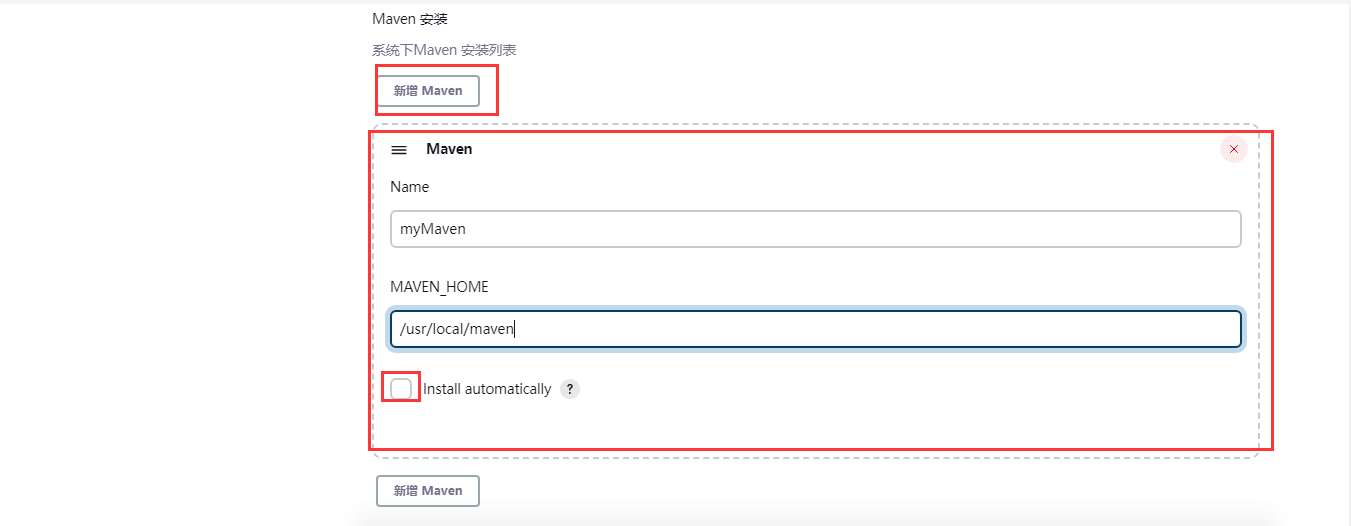 Maven 安装
系统下Maven 安装列表
新增 Maven
Maven
Name
myMaven
MAVEN_HOME
/usr/local/maven
Install automatically ?
新增 Maven